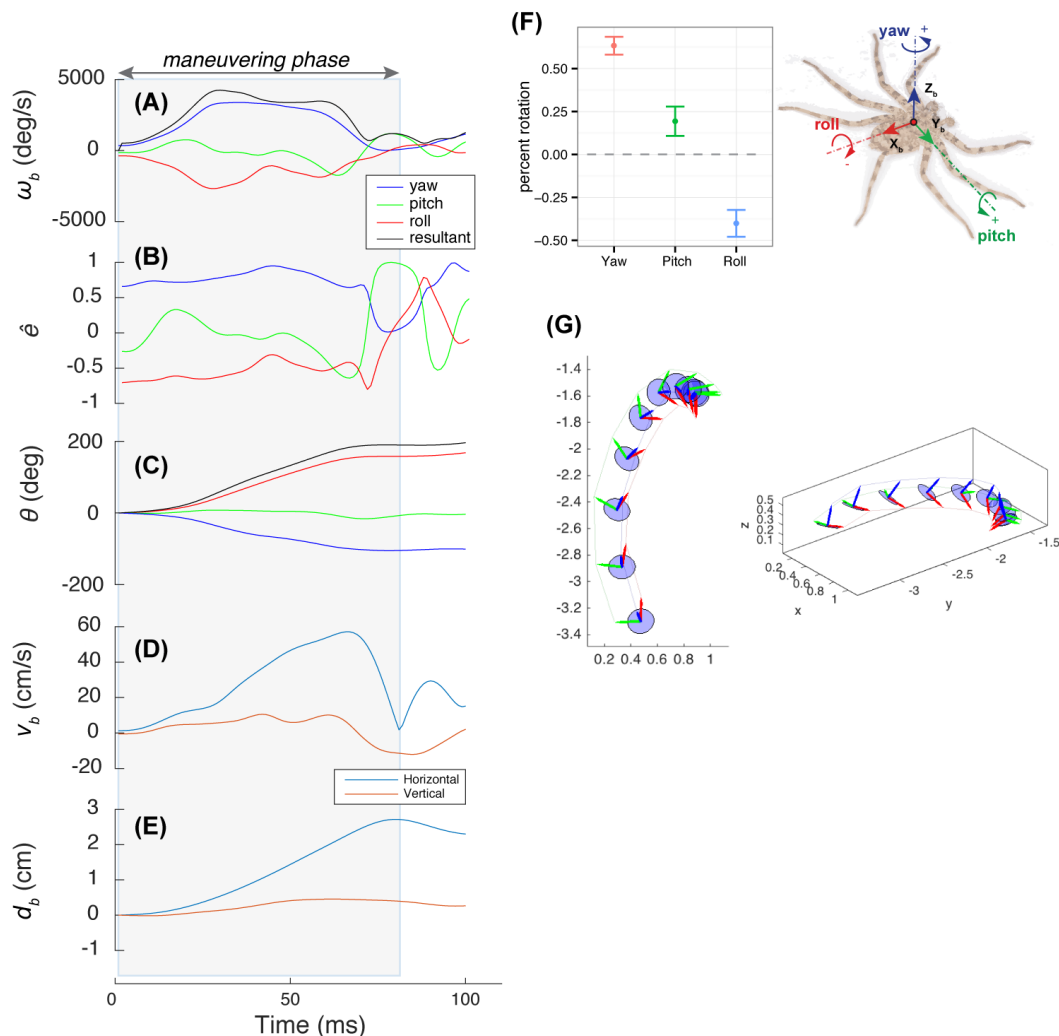 maneuvering phase
(A)
5000
0
-5000
ω_b (deg/s)
yaw
pitch
roll
resultant
(B)
1
0.5
0
-0.5
-1
ê
(C)
200
0
-200
θ (deg)
(D)
60
40
20
0
-20
v_b (cm/s)
Horizontal
Vertical
(E)
3
2
1
0
-1
d_b (cm)
0 50 100
Time (ms)
(F)
0.50
0.25
0.00
−0.25
−0.50
percent rotation
Yaw Pitch Roll
yaw +
Z_b
Y_b
X_b
roll
-
+
pitch
(G)
-1.4
-1.6
-1.8
-2
-2.2
-2.4
-2.6
-2.8
-3
-3.2
-3.4
0.2 0.4 0.6 0.8 1
0.5
0.4
0.3
0.2
0.1
z
0.2
0.4
0.6
0.8
1
x
-3
-2.5
-2
-1.5
y